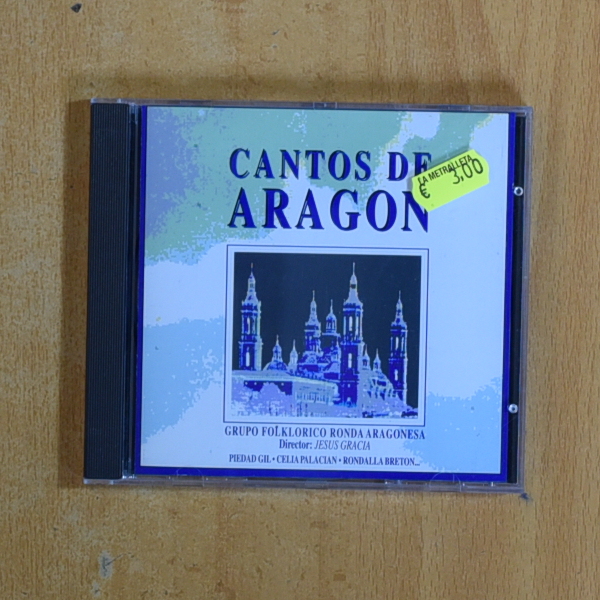 CANTOS DE
ARAGON
LA METRALLETA
€ 3,00
GRUPO FOLKLORICO RONDA ARAGONESA
Director: JESUS GRACIA
PIEDAD GIL • CELIA PALACIAN • RONDALLA BRETON...